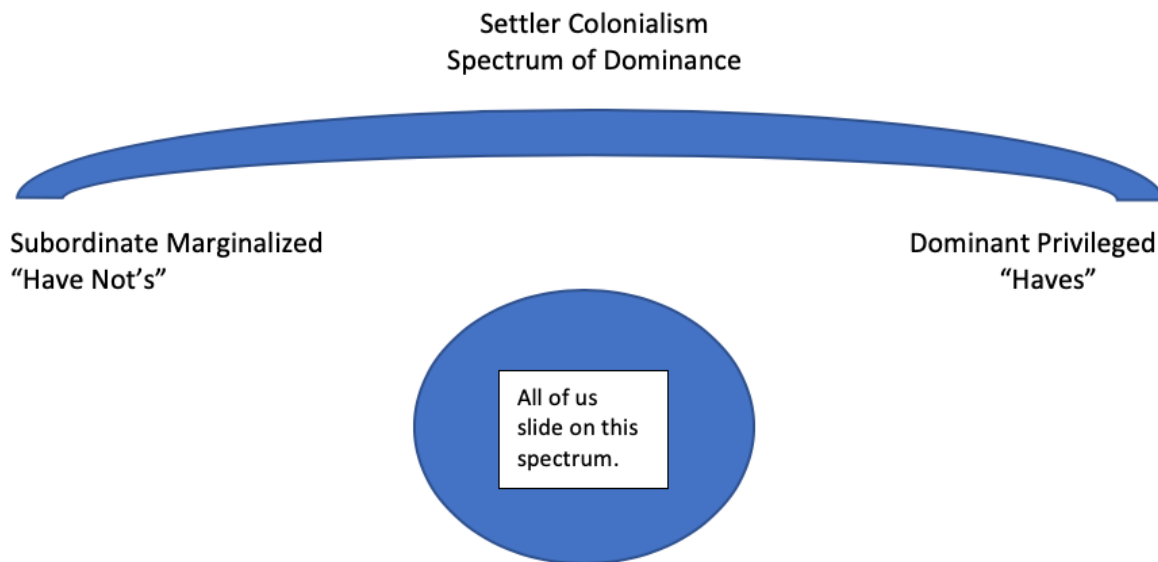 Settler Colonialism
Spectrum of Dominance
Subordinate Marginalized
“Have Not’s”
Dominant Privileged
“Haves”
All of us
slide on this
spectrum.